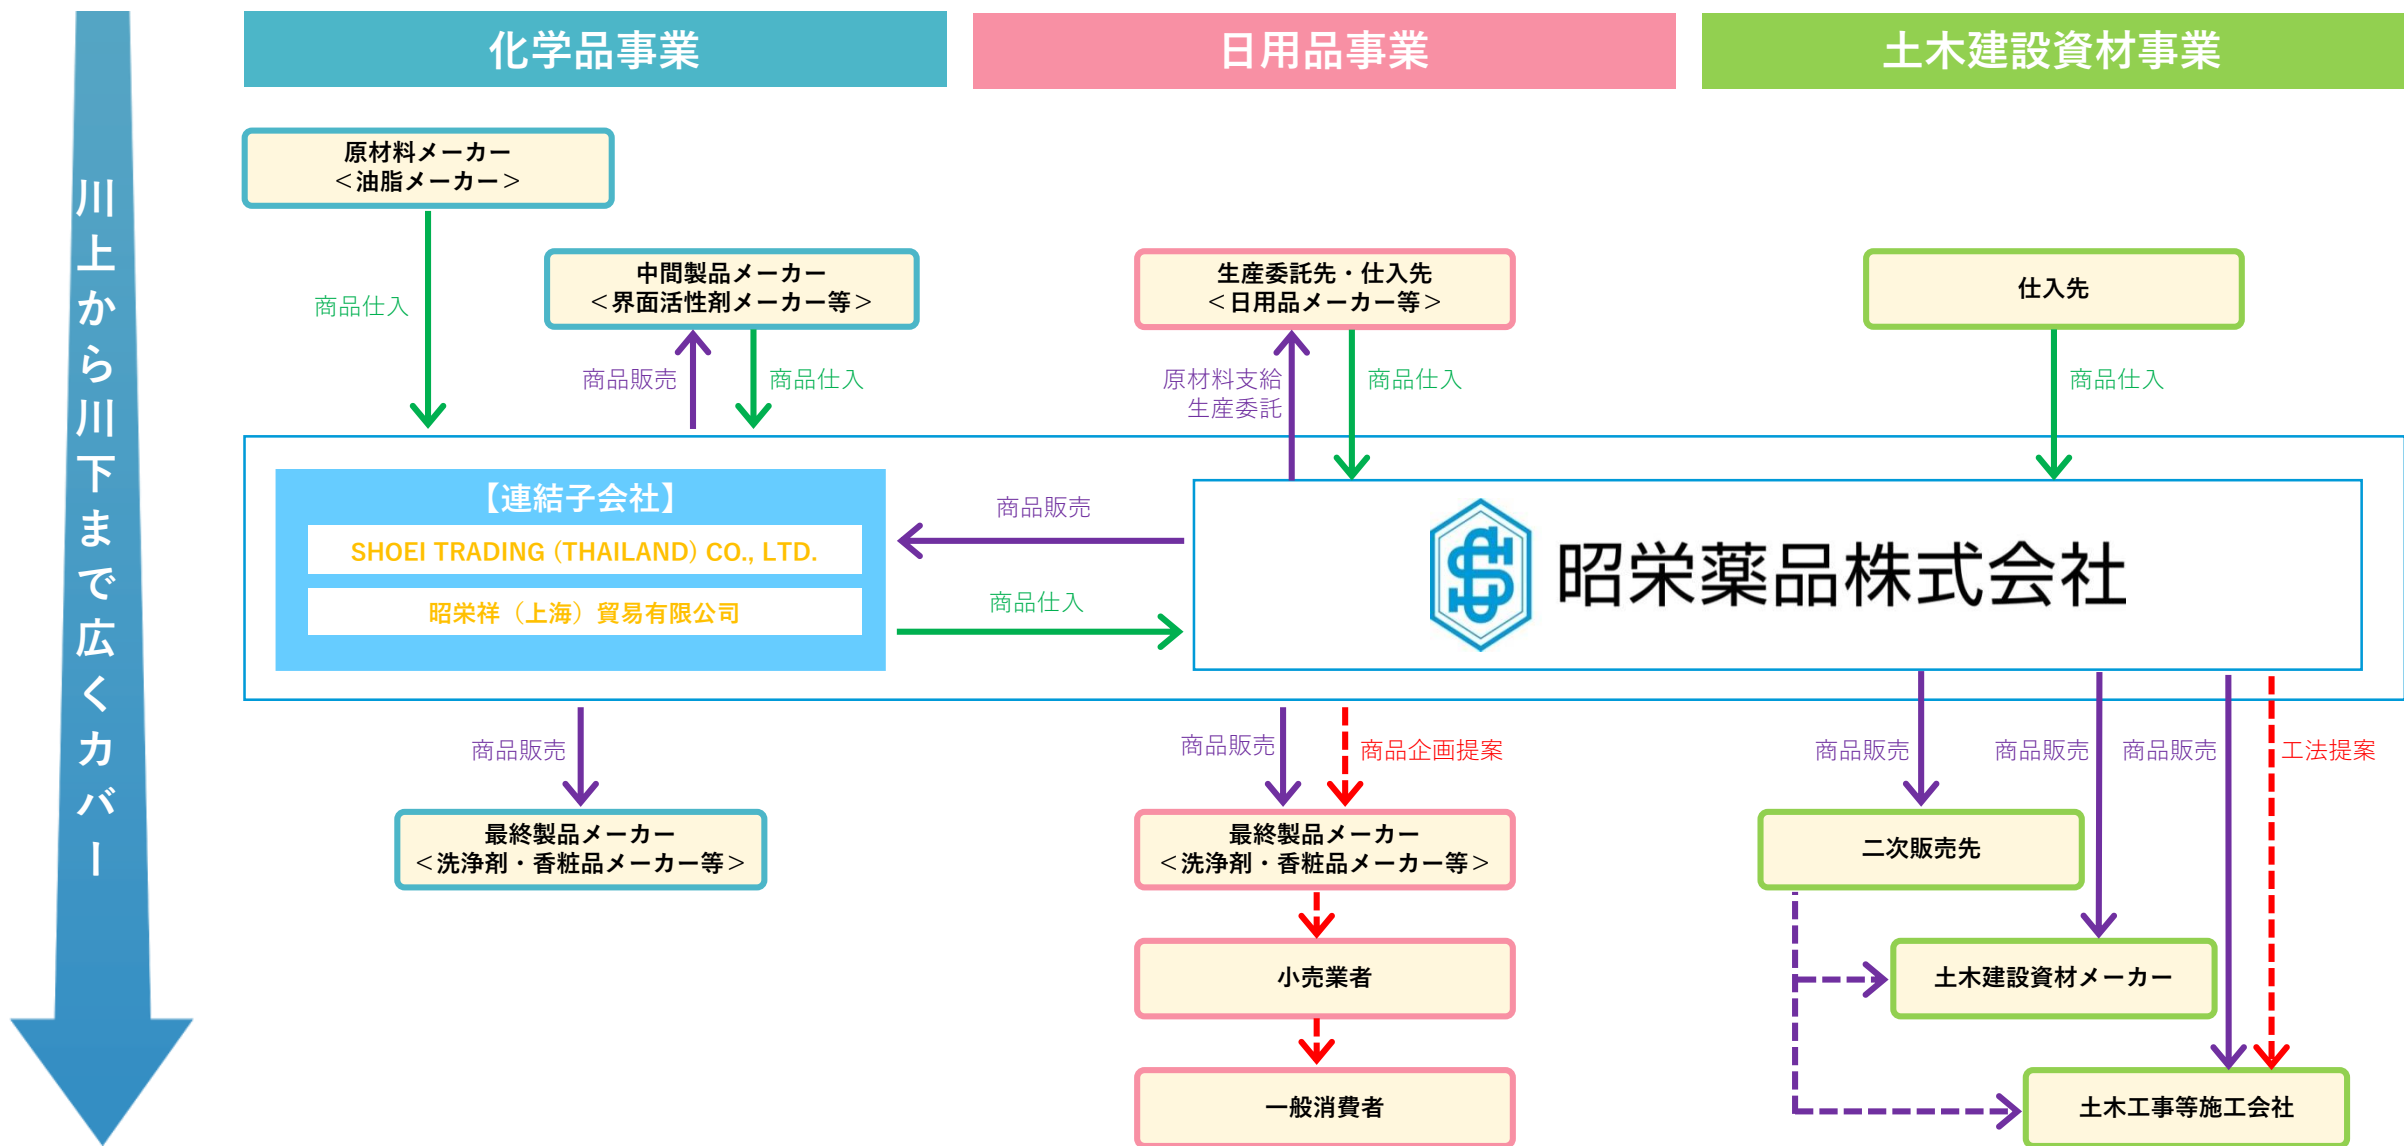 化学品事業
日用品事業
土木建設資材事業
川上から川下まで広くカバー
原材料メーカー
＜油脂メーカー＞
中間製品メーカー
＜界面活性剤メーカー等＞
生産委託先・仕入先
＜日用品メーカー等＞
仕入先
商品仕入
商品販売
商品仕入
原材料支給
生産委託
商品仕入
商品仕入
【連結子会社】
SHOEI TRADING (THAILAND) CO., LTD.
昭栄祥（上海）貿易有限公司
商品販売
商品仕入
昭栄薬品株式会社
商品販売
商品販売
商品企画提案
商品販売
商品販売
商品販売
工法提案
最終製品メーカー
＜洗浄剤・香粧品メーカー等＞
最終製品メーカー
＜洗浄剤・香粧品メーカー等＞
二次販売先
小売業者
土木建設資材メーカー
一般消費者
土木工事等施工会社